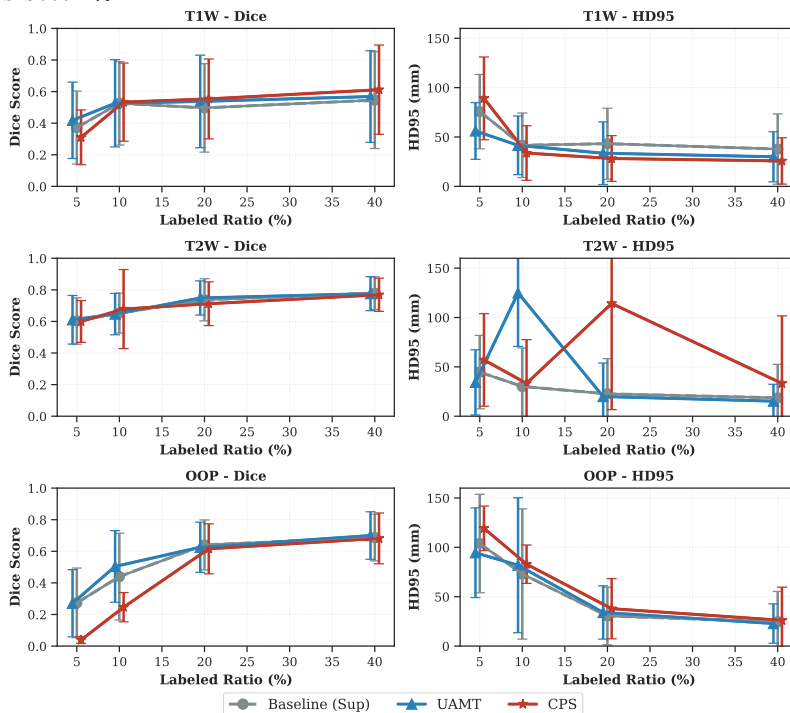 T1W - Dice
T1W - HD95
1.0
0.8
0.6
0.4
0.2
0.0
Dice Score
5 10 15 20 25 30 35 40
Labeled Ratio (%)
150
100
50
0
HD95 (mm)
5 10 15 20 25 30 35 40
Labeled Ratio (%)
T2W - Dice
T2W - HD95
1.0
0.8
0.6
0.4
0.2
0.0
Dice Score
5 10 15 20 25 30 35 40
Labeled Ratio (%)
150
100
50
0
HD95 (mm)
5 10 15 20 25 30 35 40
Labeled Ratio (%)
OOP - Dice
OOP - HD95
1.0
0.8
0.6
0.4
0.2
0.0
Dice Score
5 10 15 20 25 30 35 40
Labeled Ratio (%)
150
100
50
0
HD95 (mm)
5 10 15 20 25 30 35 40
Labeled Ratio (%)
Baseline (Sup) UAMT CPS